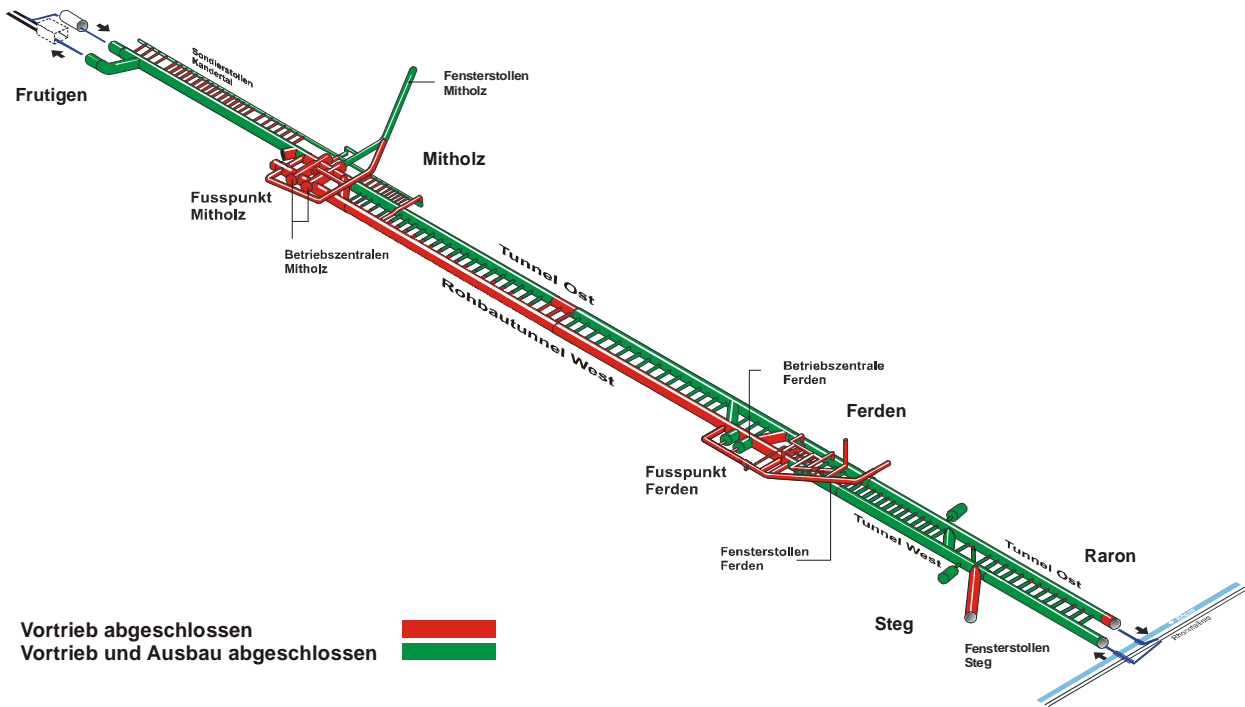 Sondierstollen
Kandertal
Frutigen
Fensterstollen
Mitholz
Mitholz
Fusspunkt
Mitholz
Betriebszentralen
Mitholz
Tunnel Ost
Rohbautunnel West
Betriebszentrale
Ferden
Ferden
Fusspunkt
Ferden
Fensterstollen
Ferden
Tunnel West
Tunnel Ost
Raron
Steg
Fensterstollen
Steg
Rhonetallinie
Vortrieb abgeschlossen
Vortrieb und Ausbau abgeschlossen